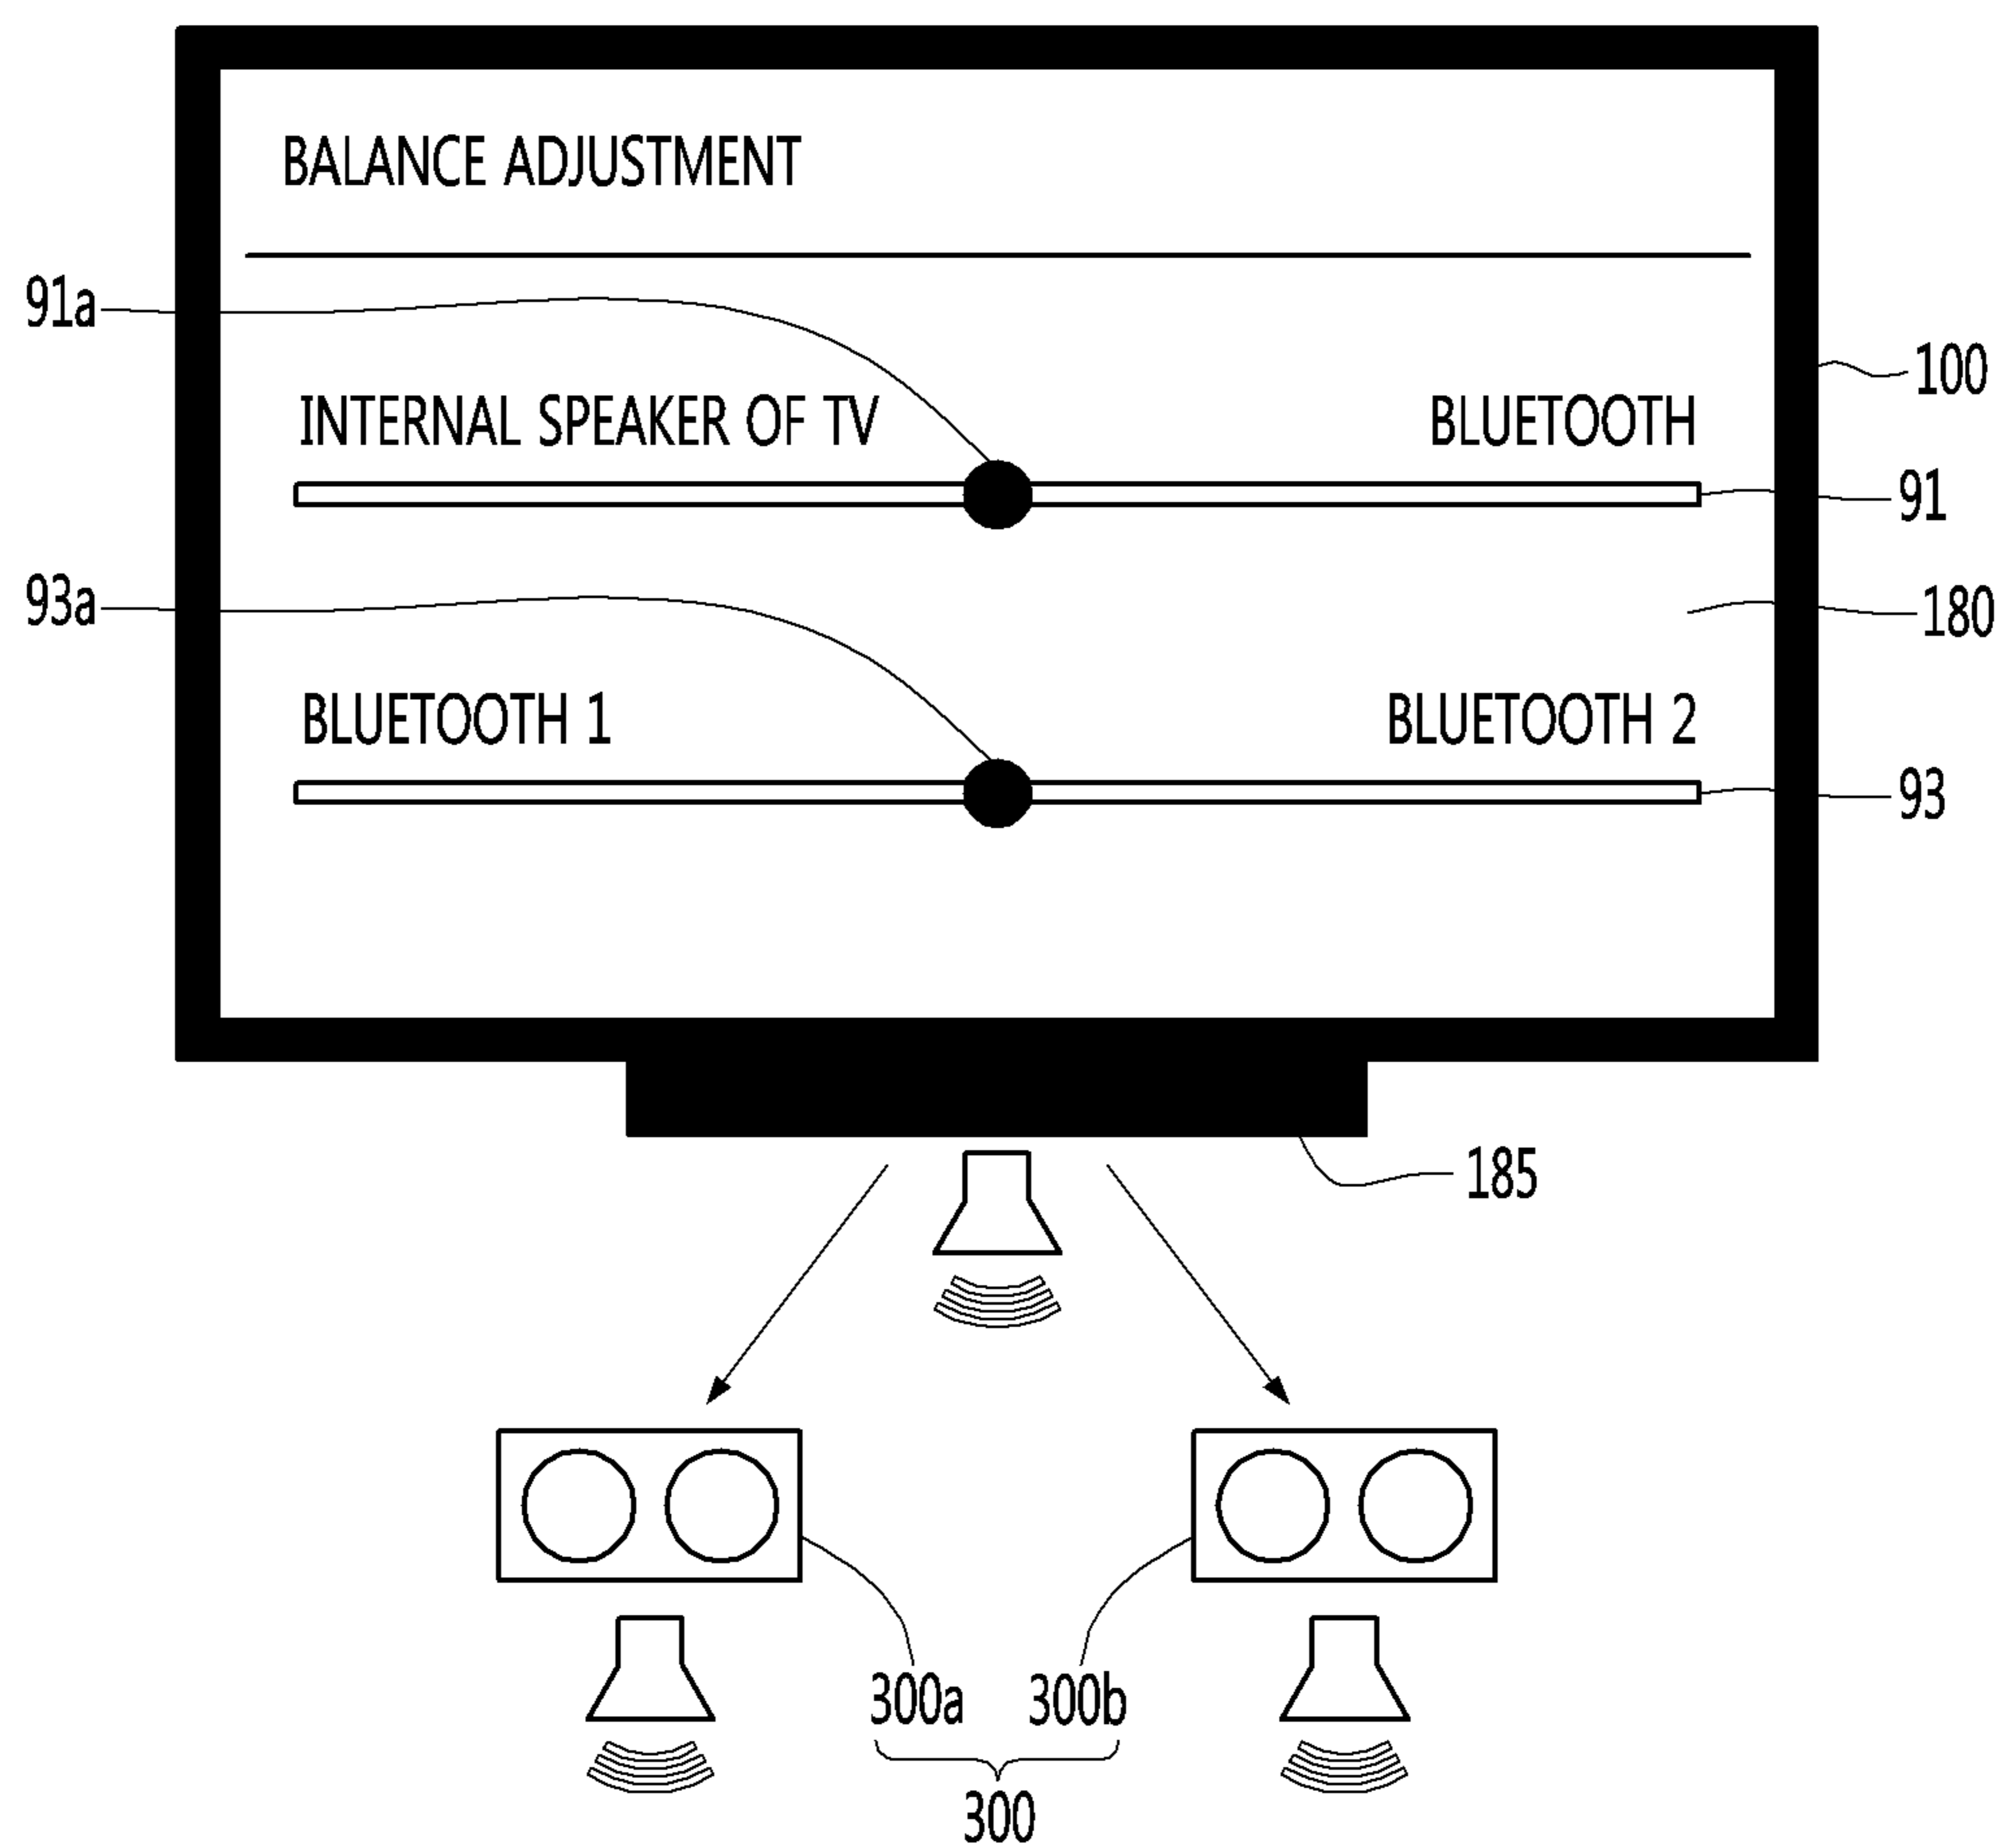 BALANCE ADJUSTMENT
91a
100
INTERNAL SPEAKER OF TV BLUETOOTH
91
93a
180
BLUETOOTH 1 BLUETOOTH 2
93
185
300a 300b
300